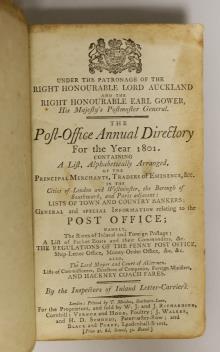 UNDER THE PATRONAGE OF THE
RIGHT HONOURABLE LORD AUCKLAND
AND THE
RIGHT HONOURABLE EARL GOWER,
His Majesty's Postmaster General.
THE
Post-Office Annual Directory
For the Year 1801.
CONTAINING
A List, Alphabetically Arranged,
OF THE
PRINCIPAL MERCHANTS, TRADERS OF EMINENCE, &c.
IN THE
Cities of London and Westminster, the Borough of
Southwark, and Parts adjacent;
LISTS OF TOWN AND COUNTRY BANKERS;
GENERAL and SPECIAL INFORMATION relating to the
POST OFFICE;
NAMELY,
The Rates of Inland and Foreign Postage;
A List of Packet Boats and their Commanders, &c.
THE REGULATIONS OF THE PENNY POST OFFICE,
Ship-Letter Office, Money Order Office, &c. &c.
ALSO,
The Lord Mayor and Court of Aldermen;
Lists of Commissioners, Directors of Companies, Foreign Ministers,
AND HACKNEY COACH FARES.
By the Inspectors of Inland Letter-Carriers.
London: Printed by T.
For the Proprietors, and sold by W. J. and J. RICHARDSON,
Cornhill; VERNOR and HOOD, Poultry; J. WALKER,
and H. D. SYMONDS, Paternoster-Row; and
BLACK and PARRY, Leadenhall-Street.